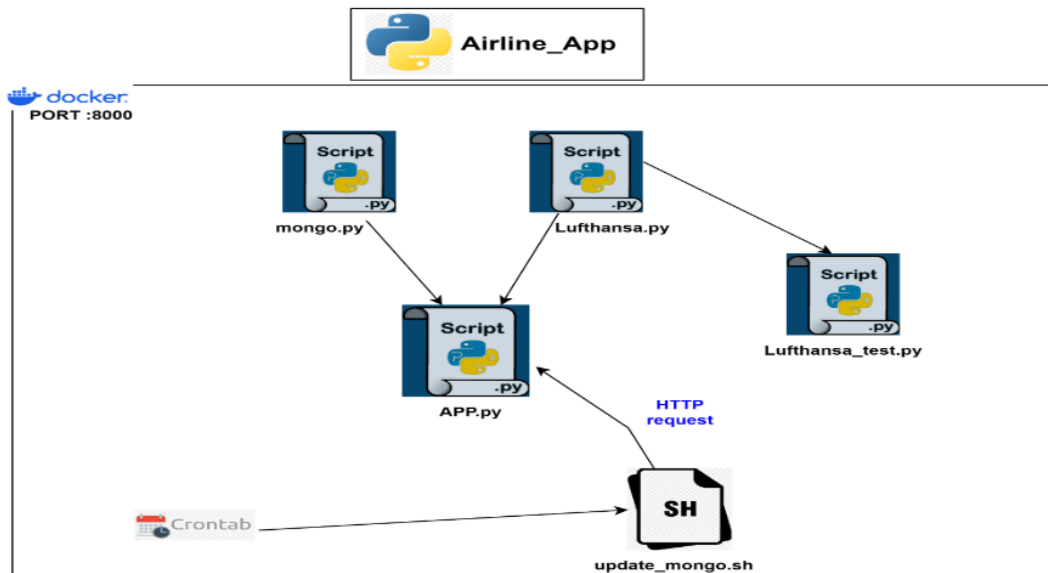 Airline_App
docker
PORT :8000
Script
.py
mongo.py
Script
.py
Lufthansa.py
Script
.py
Lufthansa_test.py
Script
.py
APP.py
HTTP
request
Crontab
SH
update_mongo.sh